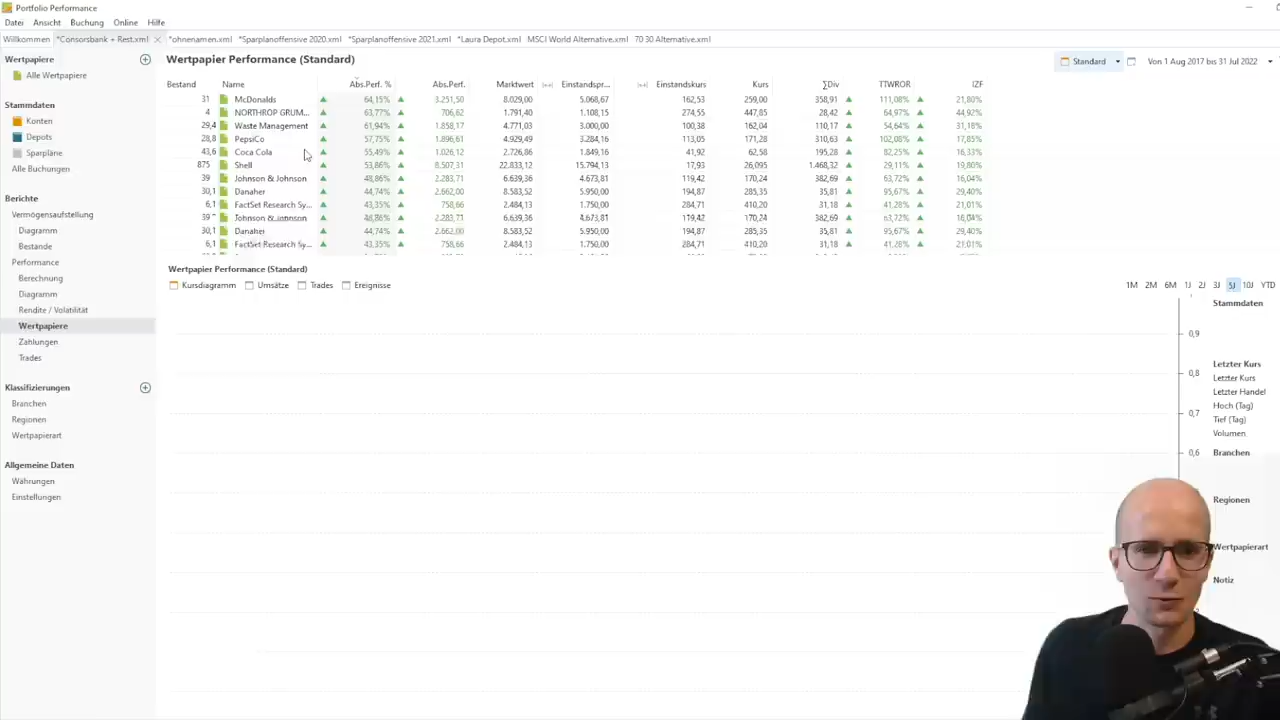 Portfolio Performance
Datei Ansicht Buchung Online Hilfe
Willkommen *Consorsbank + Rest.xml *ohnenamen.xml *Sparplanoffensive 2020.xml *Sparplanoffensive 2021.xml *Laura Depot.xml MSCI World Alternative.xml 70 30 Alternative.xml
Wertpapiere
Alle Wertpapiere
Stammdaten
Konten
Depots
Sparpläne
Alle Buchungen
Berichte
Vermögensaufstellung
Diagramm
Bestände
Performance
Berechnung
Diagramm
Rendite / Volatilität
Wertpapiere
Zahlungen
Trades
Klassifizierungen
Branchen
Regionen
Wertpapierart
Allgemeine Daten
Währungen
Einstellungen
Wertpapier Performance (Standard)
Standard Von 1 Aug 2017 bis 31 Jul 2022
Bestand Name Abs.Perf. % Abs.Perf. Marktwert Einstandspr... Einstandskurs Kurs ∑Div TTWROR IZF
31 McDonalds 64,15% 3.251,50 8.029,00 5.068,67 162,53 259,00 358,91 111,08% 21,80%
4 NORTHROP GRUM... 63,77% 706,62 1.791,40 1.108,15 274,55 447,85 28,42 64,97% 44,92%
29,4 Waste Management 61,94% 1.858,17 4.771,03 3.000,00 100,38 162,04 110,17 54,64% 31,18%
28,8 PepsiCo 57,75% 1.896,61 4.929,49 3.284,16 113,05 171,28 310,63 102,08% 17,85%
43,6 Coca Cola 55,49% 1.026,12 2.726,86 1.849,16 41,92 62,58 195,28 82,25% 16,33%
875 Shell 53,86% 8.507,31 22.833,12 15.794,13 17,93 26,095 1.468,32 29,11% 19,80%
39 Johnson & Johnson 48,86% 2.283,71 6.639,36 4.673,81 119,42 170,24 382,69 63,72% 16,04%
30,1 Danaher 44,74% 2.662,00 8.583,52 5.950,00 194,87 285,35 35,81 95,67% 29,40%
6,1 FactSet Research Sy... 43,35% 758,66 2.484,13 1.750,00 284,71 410,20 31,18 41,28% 21,01%
39 Johnson & Johnson 48,86% 2.283,71 6.639,36 4.673,81 119,42 170,24 382,69 63,72% 16,04%
30,1 Danaher 44,74% 2.662,00 8.583,52 5.950,00 194,87 285,35 35,81 95,67% 29,40%
6,1 FactSet Research Sy... 43,35% 758,66 2.484,13 1.750,00 284,71 410,20 31,18 41,28% 21,01%
Wertpapier Performance (Standard)
Kursdiagramm Umsätze Trades Ereignisse
1M 2M 6M 1J 2J 3J 5J 10J YTD
0,9
0,8
0,7
0,6
Stammdaten
Letzter Kurs
Letzter Kurs
Letzter Handel
Hoch (Tag)
Tief (Tag)
Volumen
Branchen
Regionen
Wertpapierart
Notiz